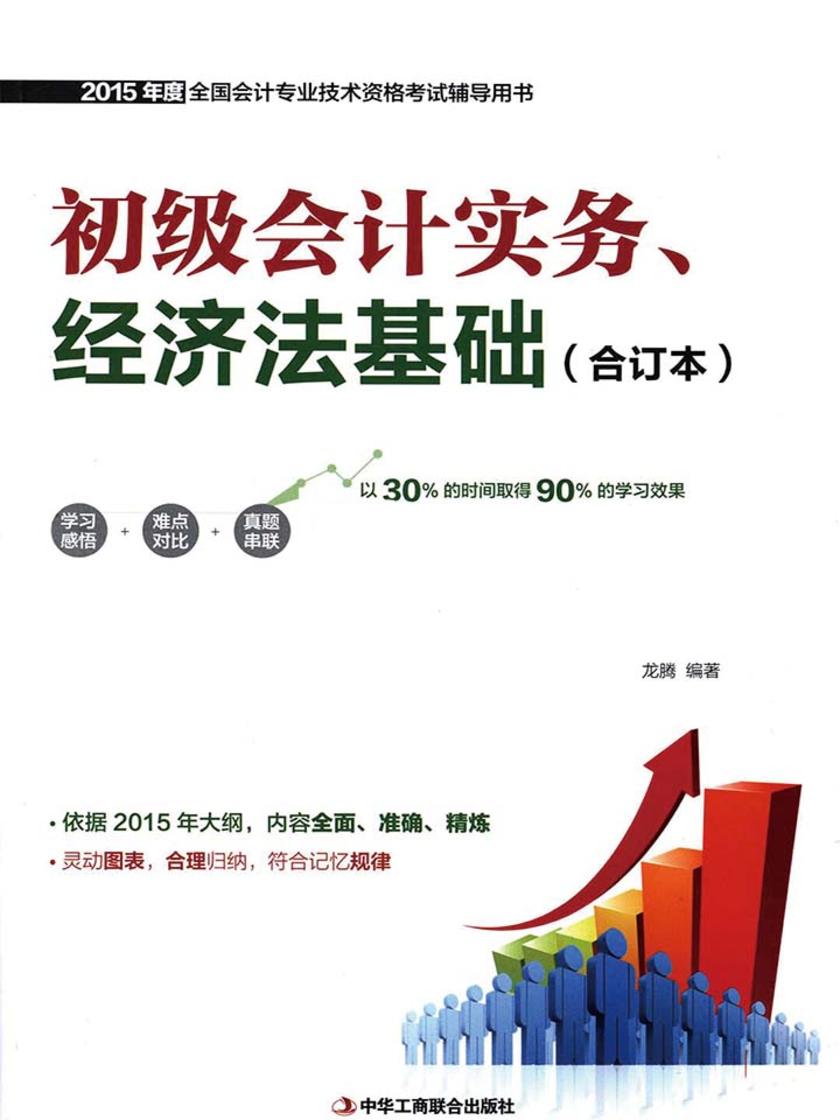 2015年度 全国会计专业技术资格考试辅导用书
初级会计实务、
经济法基础(合订本)
以30%的时间取得90%的学习效果
学习感悟 + 难点对比 + 真题串联
龙腾 编著
·依据2015年大纲,内容全面、准确、精炼
·灵动图表,合理归纳,符合记忆规律
中华工商联合出版社